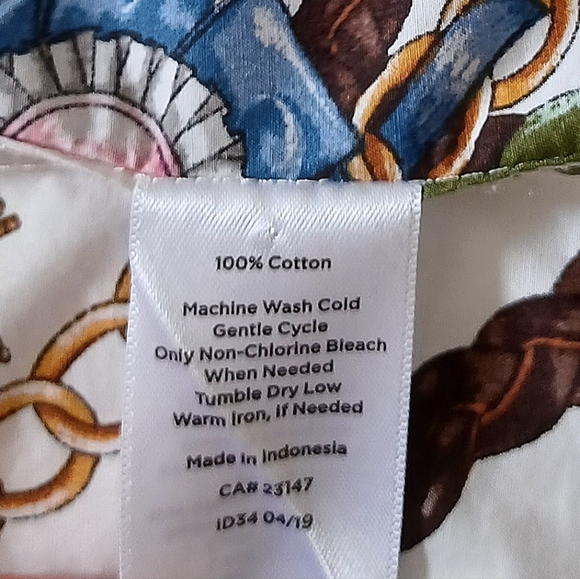 100% Cotton
Machine Wash Cold
Gentle Cycle
Only Non-Chlorine Bleach
When Needed
Tumble Dry Low
Warm Iron, if Needed
Made in Indonesia
CA# 23147
ID34 04/19